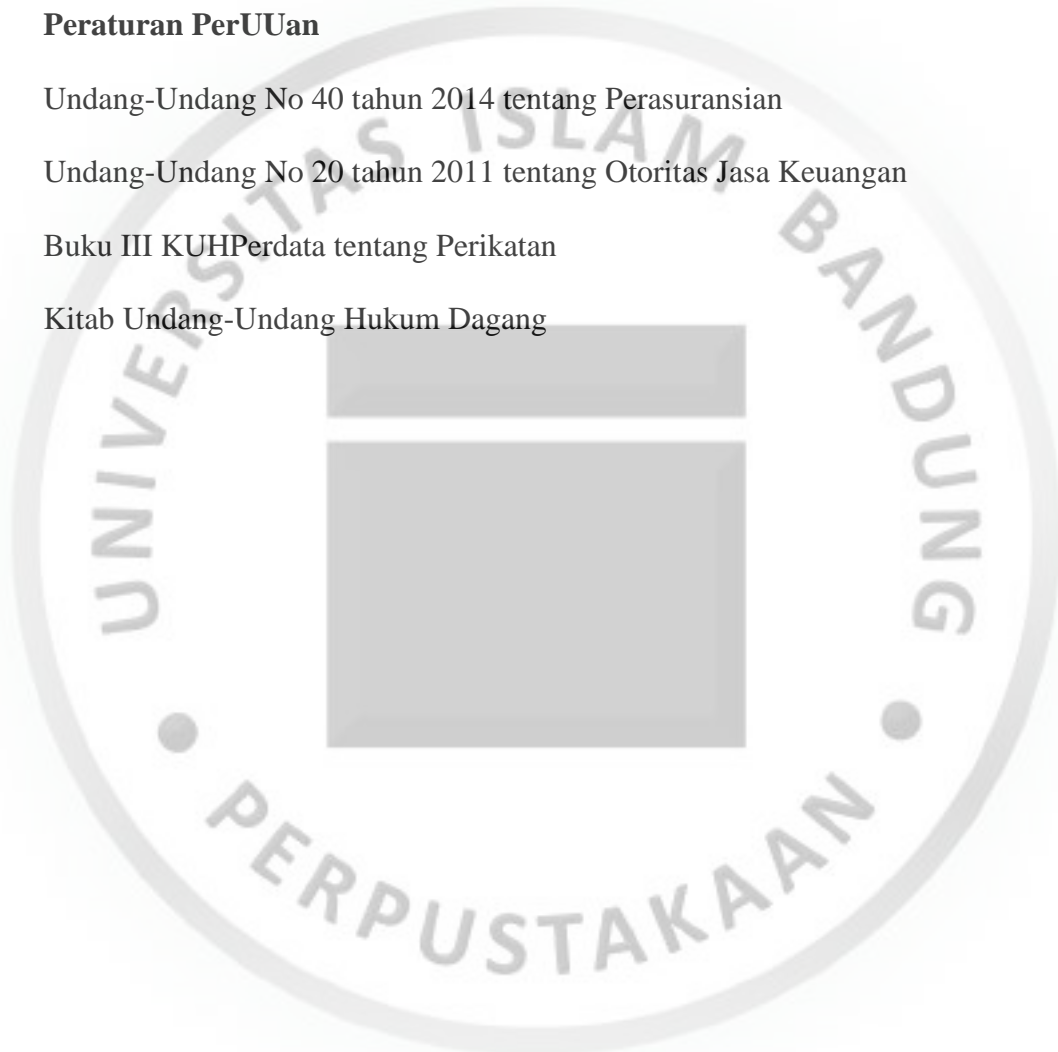 Peraturan PerUUan
Undang-Undang No 40 tahun 2014 tentang Perasuransian
Undang-Undang No 20 tahun 2011 tentang Otoritas Jasa Keuangan
Buku III KUHPerdata tentang Perikatan
Kitab Undang-Undang Hukum Dagang
UNIVERSITAS ISLAM BANDUNG
PERPUSTAKAAN